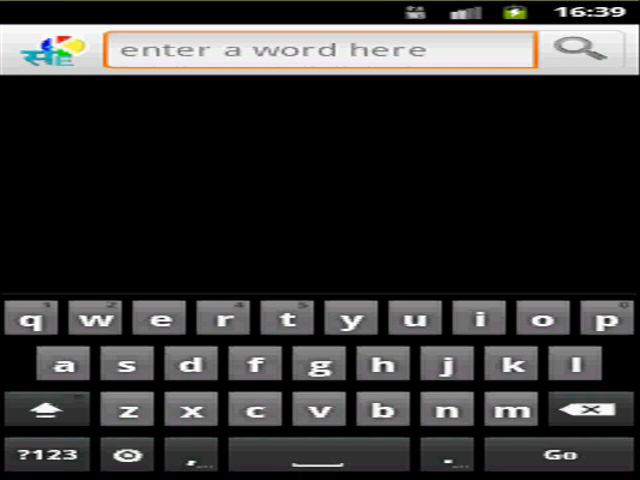 16:39
enter a word here
q w e r t y u i o p
a s d f g h j k l
z x c v b n m
?123 , . Go